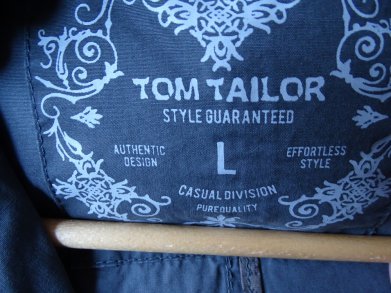 TOM TAILOR
STYLE GUARANTEED
AUTHENTIC
DESIGN
L
EFFORTLESS
STYLE
CASUAL DIVISION
PUREQUALITY